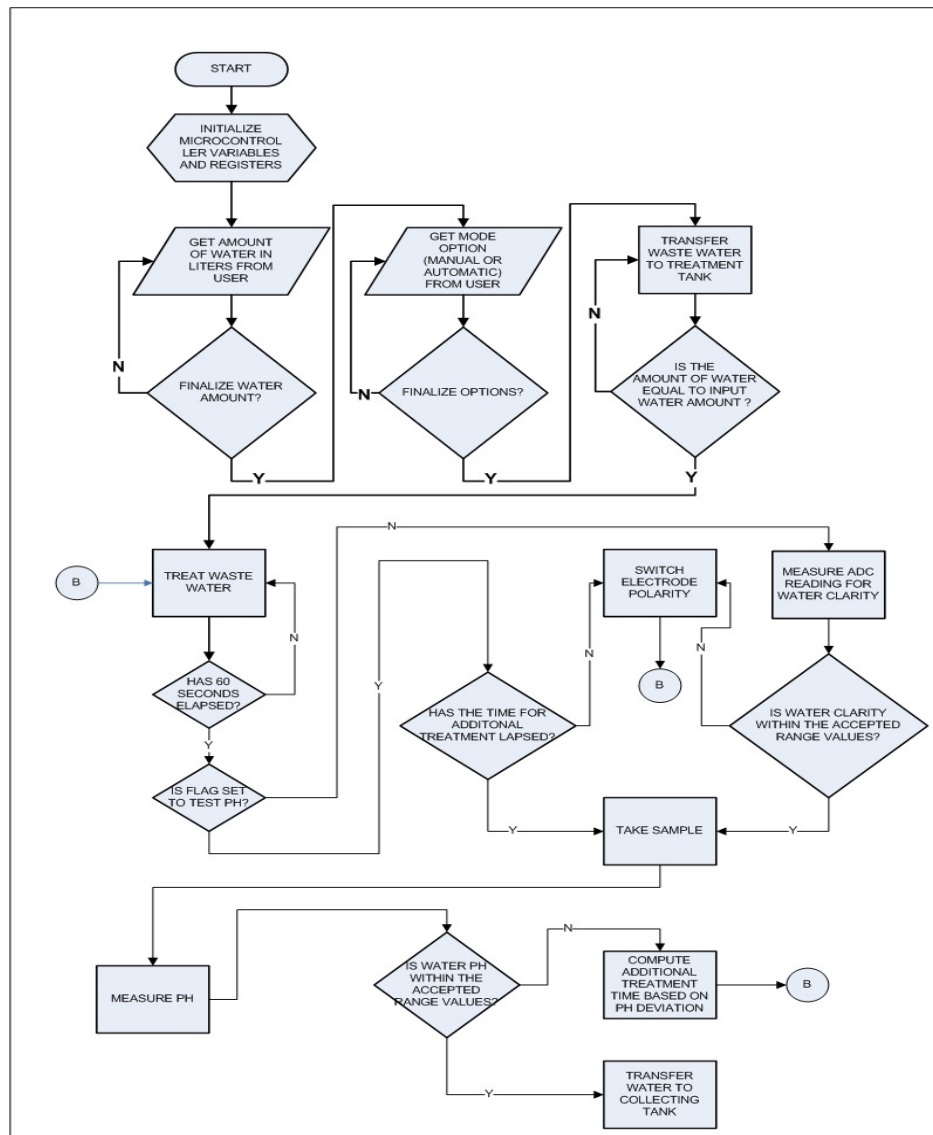 START
INITIALIZE
MICROCONTROL
LER VARIABLES
AND REGISTERS
GET AMOUNT
OF WATER IN
LITERS FROM
USER
N
FINALIZE WATER
AMOUNT?
Y
GET MODE
OPTION
(MANUAL OR
AUTOMATIC)
FROM USER
N
FINALIZE OPTIONS?
Y
TRANSFER
WASTE WATER
TO TREATMENT
TANK
N
IS THE
AMOUNT OF WATER
EQUAL TO INPUT
WATER AMOUNT ?
Y
B
TREAT WASTE
WATER
N
HAS 60
SECONDS
ELAPSED?
Y
IS FLAG SET
TO TEST PH?
N
Y
HAS THE TIME FOR
ADDITONAL
TREATMENT LAPSED?
N
SWITCH
ELECTRODE
POLARITY
B
MEASURE ADC
READING FOR
WATER CLARITY
N
IS WATER CLARITY
WITHIN THE ACCEPTED
RANGE VALUES?
Y
TAKE SAMPLE
Y
MEASURE PH
IS WATER PH
WITHIN THE
ACCEPTED
RANGE VALUES?
N
COMPUTE
ADDITIONAL
TREATMENT
TIME BASED ON
PH DEVIATION
B
Y
TRANSFER
WATER TO
COLLECTING
TANK